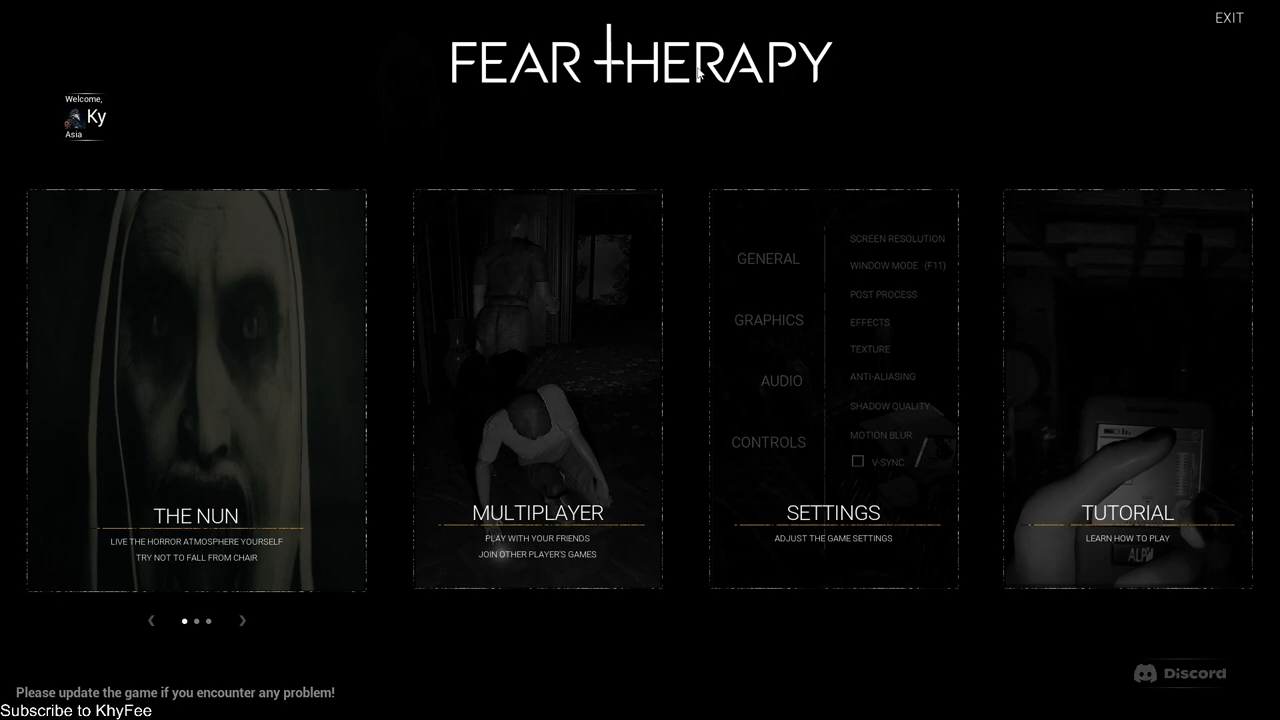 EXIT
FEAR THERAPY
Welcome,
Ky
Asia
THE NUN
LIVE THE HORROR ATMOSPHERE YOURSELF
TRY NOT TO FALL FROM CHAIR
MULTIPLAYER
PLAY WITH YOUR FRIENDS
JOIN OTHER PLAYER'S GAMES
GENERAL
GRAPHICS
AUDIO
CONTROLS
SCREEN RESOLUTION
WINDOW MODE (F11)
POST PROCESS
EFFECTS
TEXTURE
ANTI-ALIASING
SHADOW QUALITY
MOTION BLUR
V-SYNC
SETTINGS
ADJUST THE GAME SETTINGS
TUTORIAL
LEARN HOW TO PLAY
Discord
Please update the game if you encounter any problem!
Subscribe to KhyFee